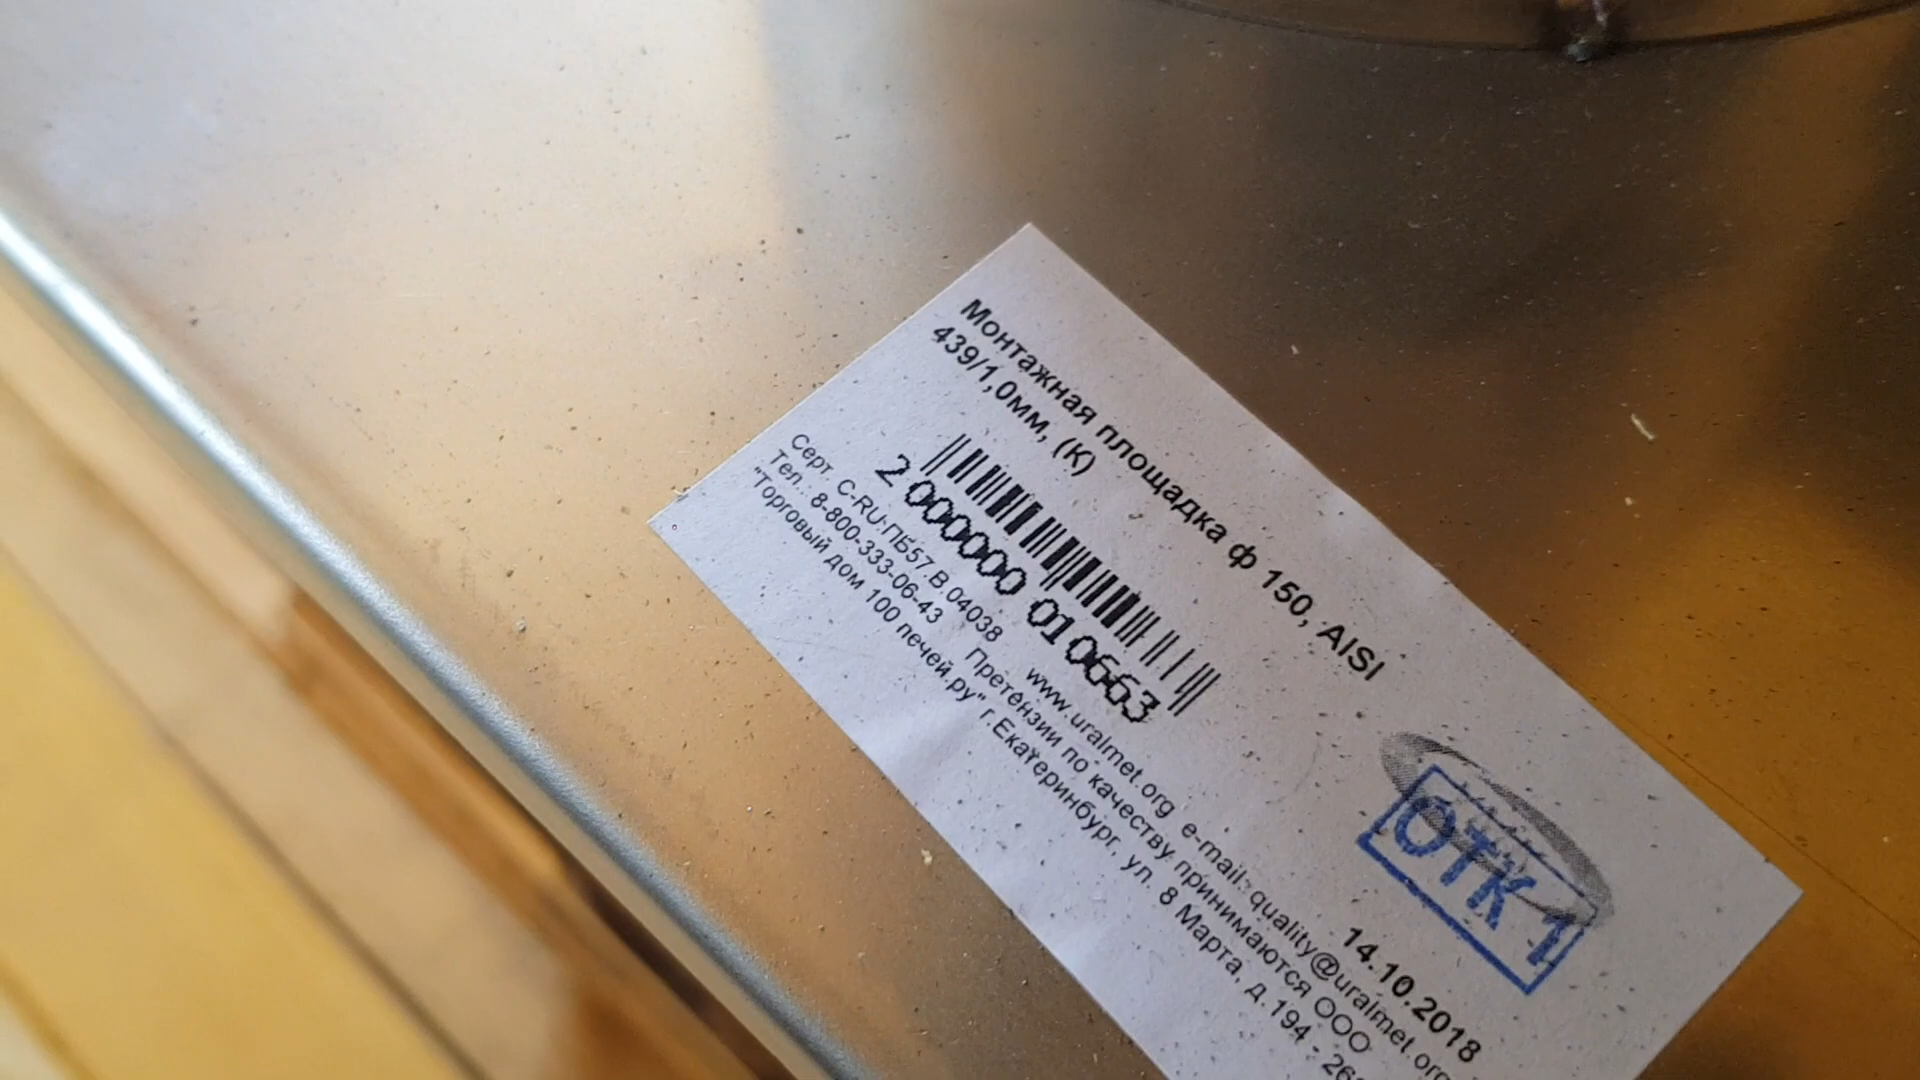 Монтажная площадка ф 150, AISI
439/1,0мм, (К)
2 000000 010663
ОТК 1
14.10.2018
Серт. C-RU.ПБ57.В.04038 www.uralmet.org e-mail: quality@uralmet.org
Тел.: 8-800-333-06-43 Претензии по качеству принимаются ООО
"Торговый дом 100 печей.ру" г.Екатеринбург, ул. 8 Марта, д.194 -